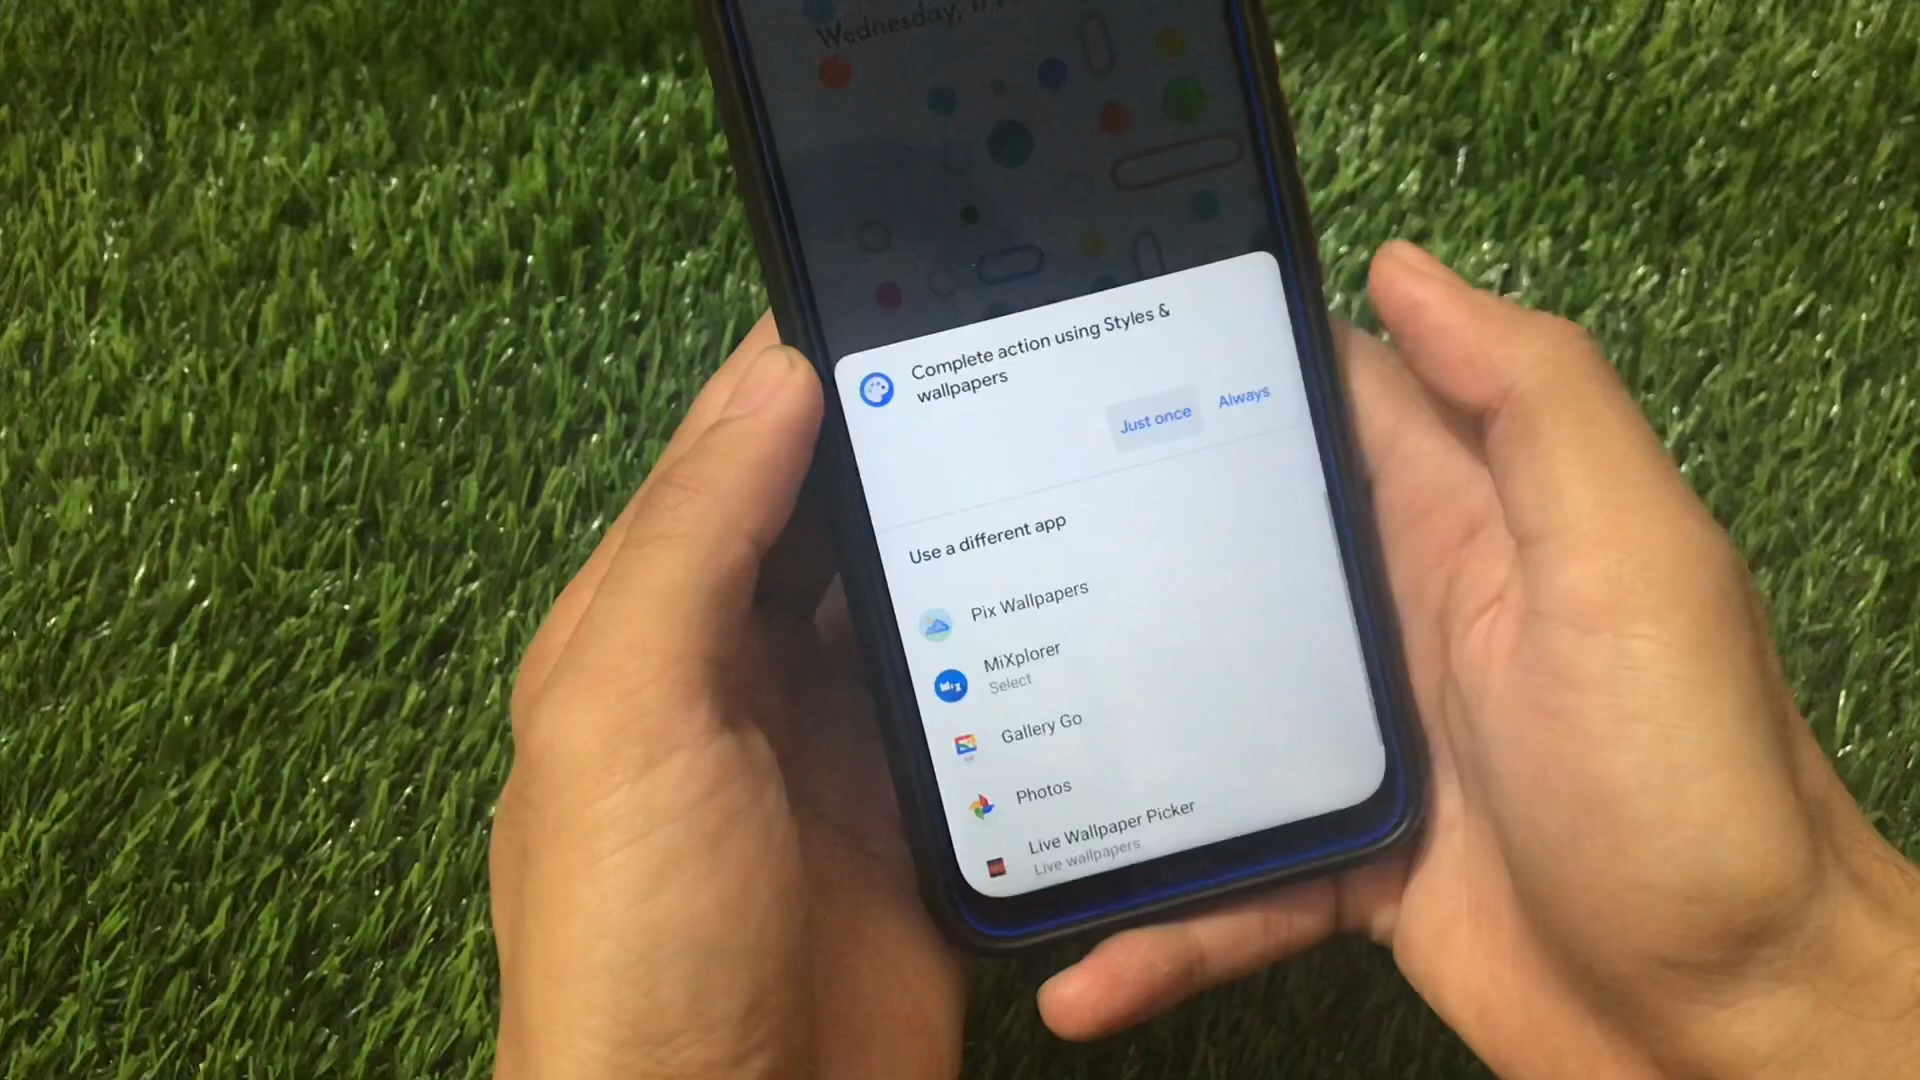 Wednesday,
Complete action using Styles &
wallpapers
Just once
Always
Use a different app
Pix Wallpapers
MiXplorer
Select
Gallery Go
Photos
Live Wallpaper Picker
Live wallpapers